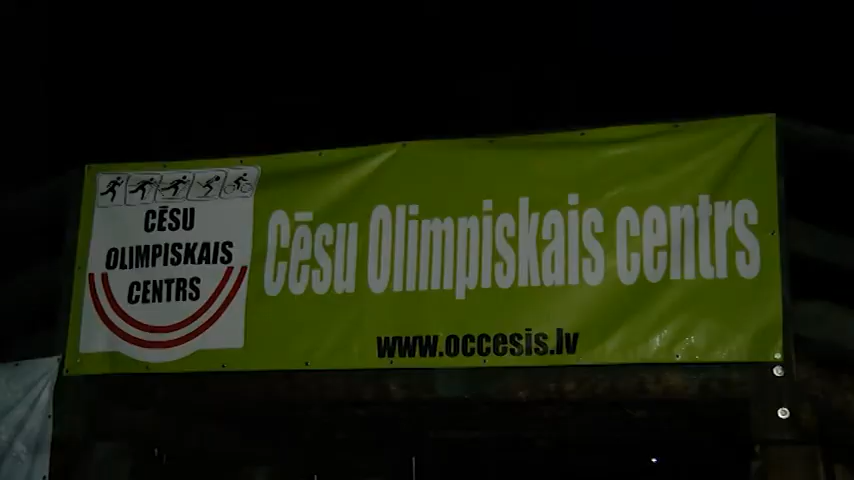 CĒSU
OLIMPISKAIS
CENTRS
Cēsu Olimpiskais centrs
www.occesis.lv